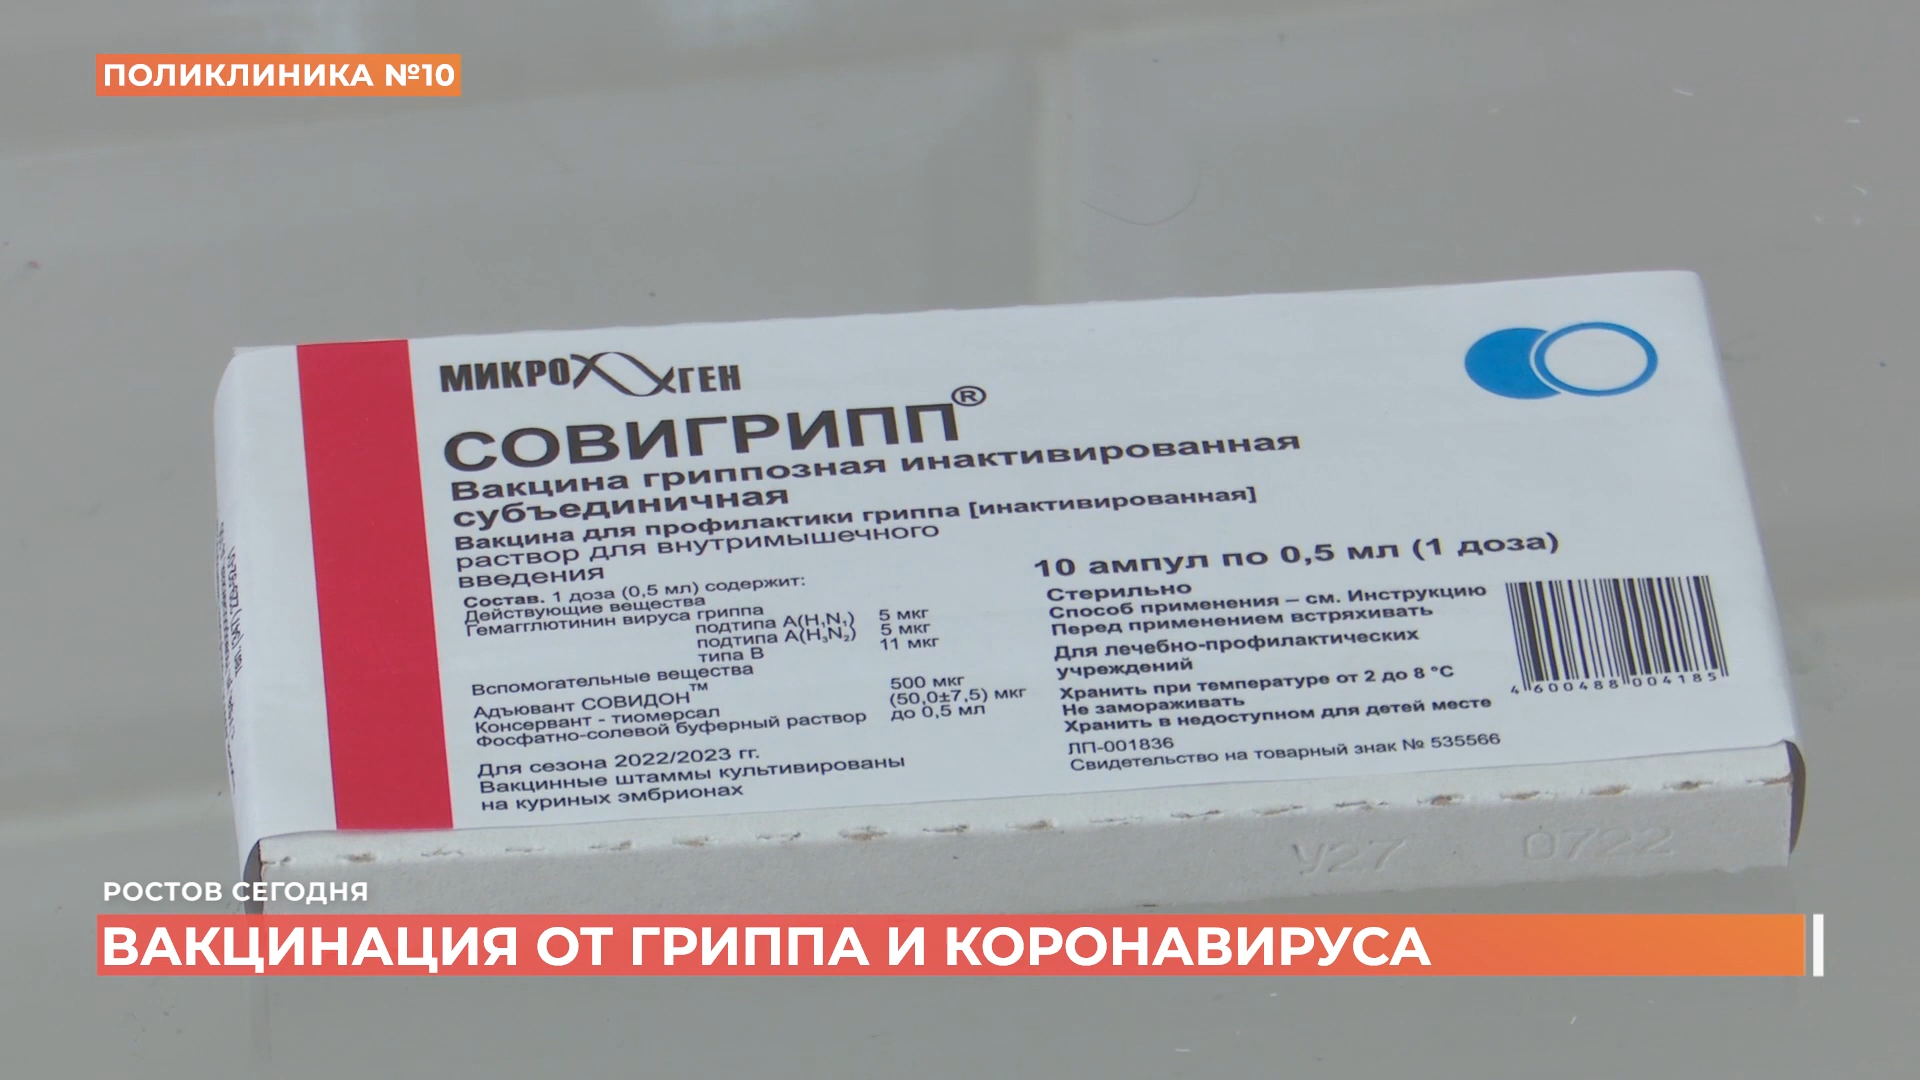 ПОЛИКЛИНИКА №10
МИКРОГЕН
СОВИГРИПП®
Вакцина гриппозная инактивированная
субъединичная
Вакцина для профилактики гриппа [инактивированная]
раствор для внутримышечного
введения
Состав. 1 доза (0,5 мл) содержит:
Действующие вещества
Гемагглютинин вируса гриппа
подтипа А(H₁N₁) 5 мкг
подтипа А(H₃N₂) 5 мкг
типа В 11 мкг
Вспомогательные вещества
Адъювант СОВИДОН™ 500 мкг
Консервант - тиомерсал (50,0±7,5) мкг
Фосфатно-солевой буферный раствор до 0,5 мл
Для сезона 2022/2023 гг.
Вакцинные штаммы культивированы
на куриных эмбрионах
10 ампул по 0,5 мл (1 доза)
Стерильно
Способ применения – см. Инструкцию
Перед применением встряхивать
Для лечебно-профилактических
учреждений
Хранить при температуре от 2 до 8 °С
Не замораживать
Хранить в недоступном для детей месте
ЛП-001836
Свидетельство на товарный знак № 535566
4 600488 004185
У27 0722
РОСТОВ СЕГОДНЯ
ВАКЦИНАЦИЯ ОТ ГРИППА И КОРОНАВИРУСА